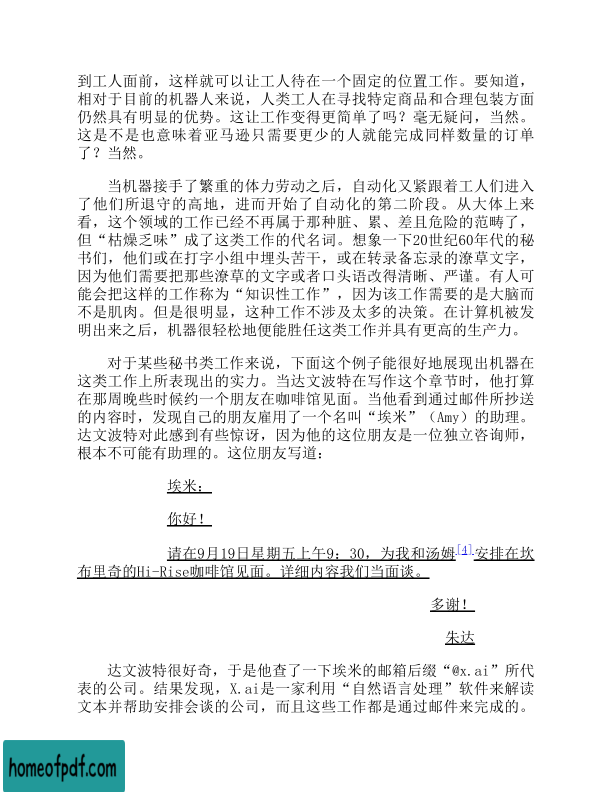 到工人面前，这样就可以让工人待在一个固定的位置工作。要知道，
相对于目前的机器人来说，人类工人在寻找特定商品和合理包装方面
仍然具有明显的优势。这让工作变得更简单了吗？毫无疑问，当然。
这是不是也意味着亚马逊只需要更少的人就能完成同样数量的订单
了？当然。
当机器接手了繁重的体力劳动之后，自动化又紧跟着工人们进入
了他们所退守的高地，进而开始了自动化的第二阶段。从大体上来
看，这个领域的工作已经不再属于那种脏、累、差且危险的范畴了，
但“枯燥乏味”成了这类工作的代名词。想象一下20世纪60年代的秘
书们，他们或在打字小组中埋头苦干，或在转录备忘录的潦草文字，
因为他们需要把那些潦草的文字或者口头语改得清晰、严谨。有人可
能会把这样的工作称为“知识性工作”，因为该工作需要的是大脑而
不是肌肉。但是很明显，这种工作不涉及太多的决策。在计算机被发
明出来之后，机器很轻松地便能胜任这类工作并具有更高的生产力。
对于某些秘书类工作来说，下面这个例子能很好地展现出机器在
这类工作上所表现出的实力。当达文波特在写作这个章节时，他打算
在那周晚些时候约一个朋友在咖啡馆见面。当他看到通过邮件所抄送
的内容时，发现自己的朋友雇用了一个名叫“埃米”（Amy）的助理。
达文波特对此感到有些惊讶，因为他的这位朋友是一位独立咨询师，
根本不可能有助理的。这位朋友写道：
埃米：
你好！
请在9月19日星期五上午9：30，为我和汤姆[4]安排在坎
布里奇的Hi-Rise咖啡馆见面。详细内容我们当面谈。
多谢！
朱达
达文波特很好奇，于是他查了一下埃米的邮箱后缀“@x.ai”所代
表的公司。结果发现，X.ai是一家利用“自然语言处理”软件来解读
文本并帮助安排会谈的公司，而且这些工作都是通过邮件来完成的。
homeofpdf.com